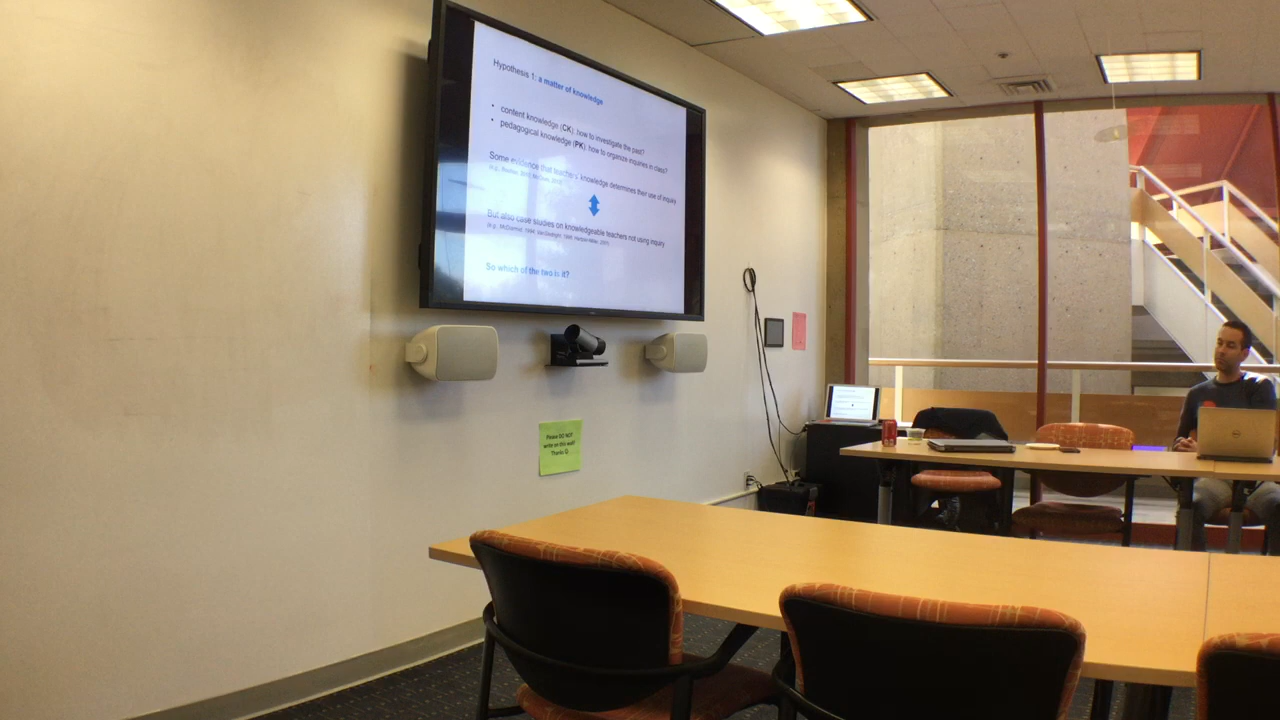 Hypothesis 1: a matter of knowledge
• content knowledge (CK): how to investigate the past?
• pedagogical knowledge (PK): how to organize inquiries in class?
Some evidence that teachers' knowledge determines their use of inquiry
But also case studies on knowledgeable teachers not using inquiry
So which of the two is it?
Please DO NOT
write on this wall!
Thanks
DELL